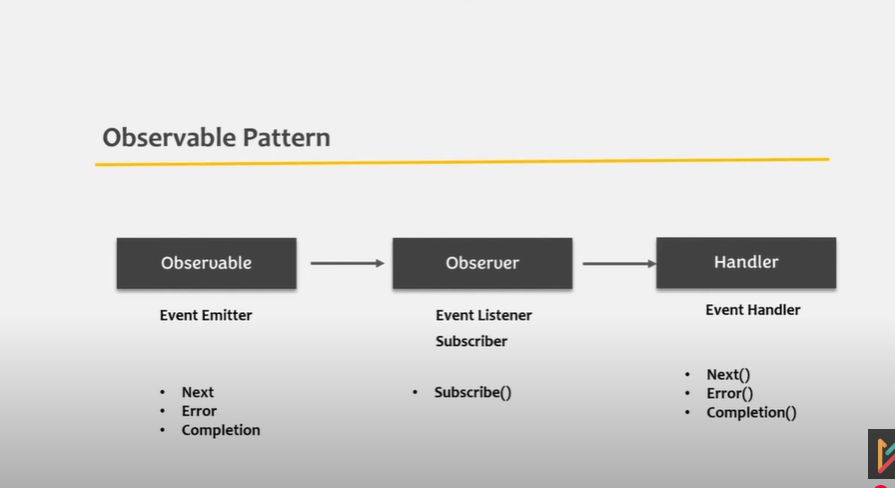 Observable Pattern
Observable
Observer
Handler
Event Emitter
Event Listener
Subscriber
Event Handler
• Next
• Error
• Completion
• Subscribe()
• Next()
• Error()
• Completion()